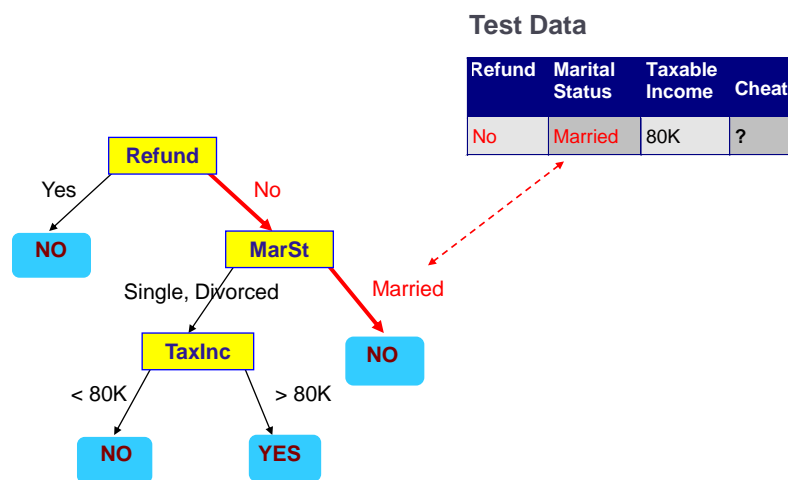 Test Data
Refund Marital Taxable Cheat
Status Income
No Married 80K ?
Refund
Yes No
NO MarSt
Single, Divorced Married
TaxInc NO
< 80K > 80K
NO YES